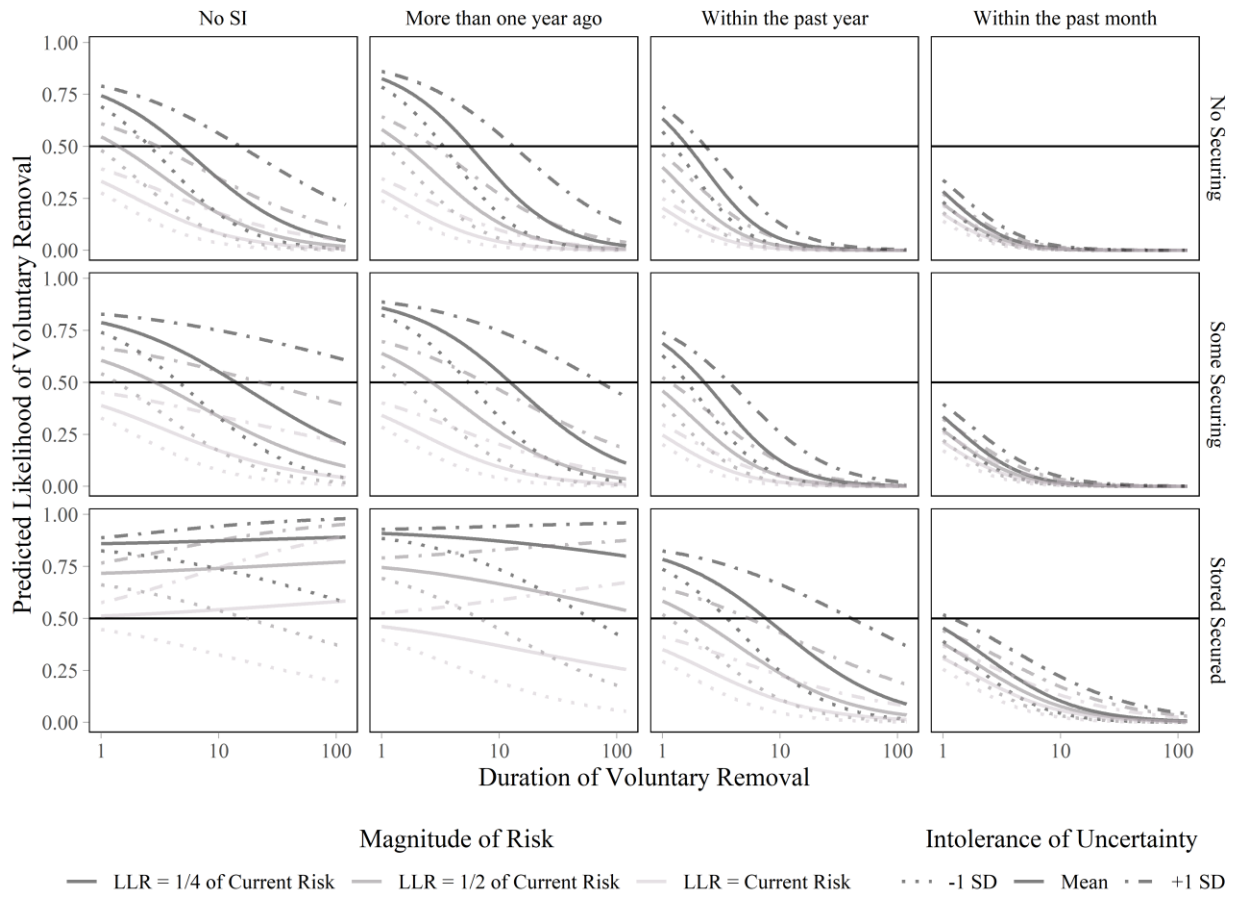 No SI
More than one year ago
Within the past year
Within the past month
Predicted Likelihood of Voluntary Removal
1.00
0.75
0.50
0.25
0.00
No Securing
1.00
0.75
0.50
0.25
0.00
Some Securing
1.00
0.75
0.50
0.25
0.00
Stored Secured
1 10 100 1 10 100 1 10 100 1 10 100
Duration of Voluntary Removal
Magnitude of Risk
Intolerance of Uncertainty
LLR = 1/4 of Current Risk LLR = 1/2 of Current Risk LLR = Current Risk -1 SD Mean +1 SD